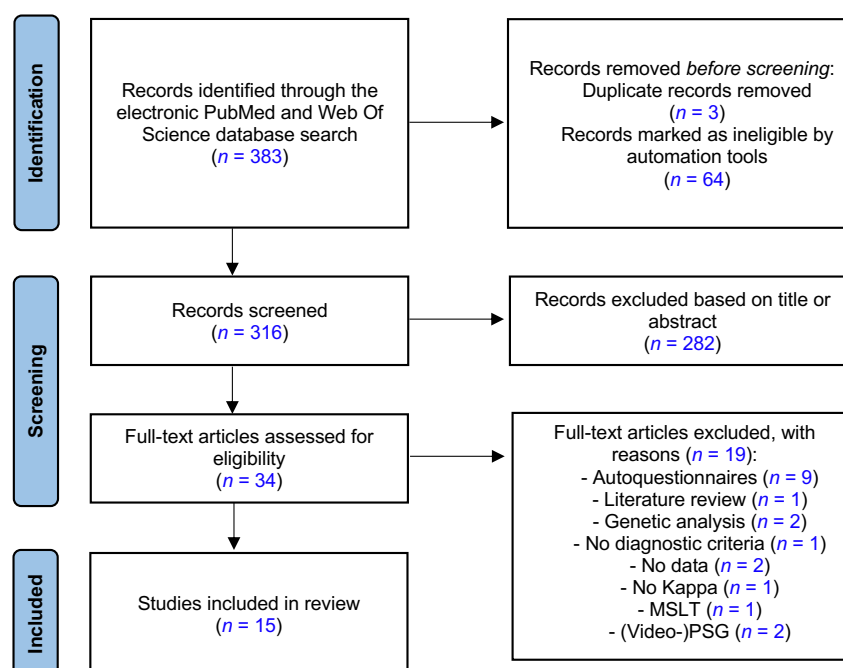 Identification
Records identified through the
electronic PubMed and Web Of
Science database search
(n = 383)
Records removed before screening:
Duplicate records removed
(n = 3)
Records marked as ineligible by
automation tools
(n = 64)
Screening
Records screened
(n = 316)
Records excluded based on title or
abstract
(n = 282)
Full-text articles assessed for
eligibility
(n = 34)
Full-text articles excluded, with
reasons (n = 19):
- Autoquestionnaires (n = 9)
- Literature review (n = 1)
- Genetic analysis (n = 2)
- No diagnostic criteria (n = 1)
- No data (n = 2)
- No Kappa (n = 1)
- MSLT (n = 1)
- (Video-)PSG (n = 2)
Included
Studies included in review
(n = 15)